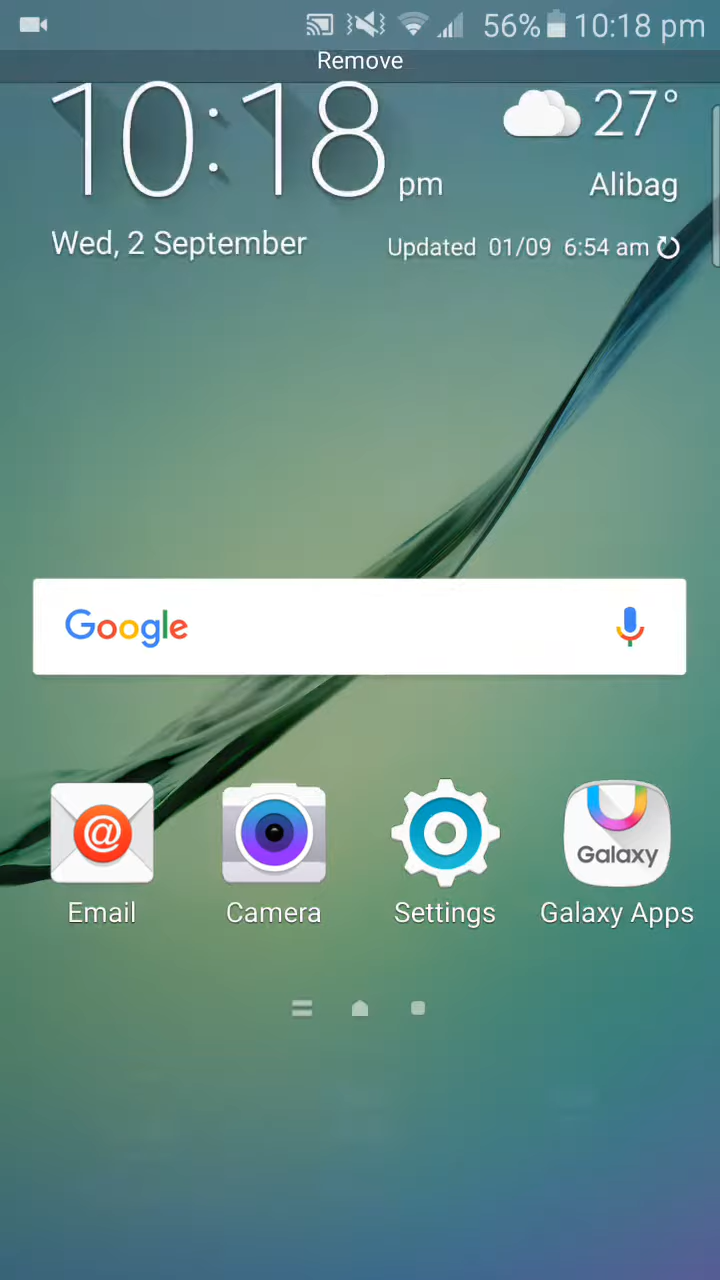 56% 10:18 pm
Remove
10:18 pm
27°
Alibag
Wed, 2 September
Updated 01/09 6:54 am
Google
@
Galaxy
Email
Camera
Settings
Galaxy Apps